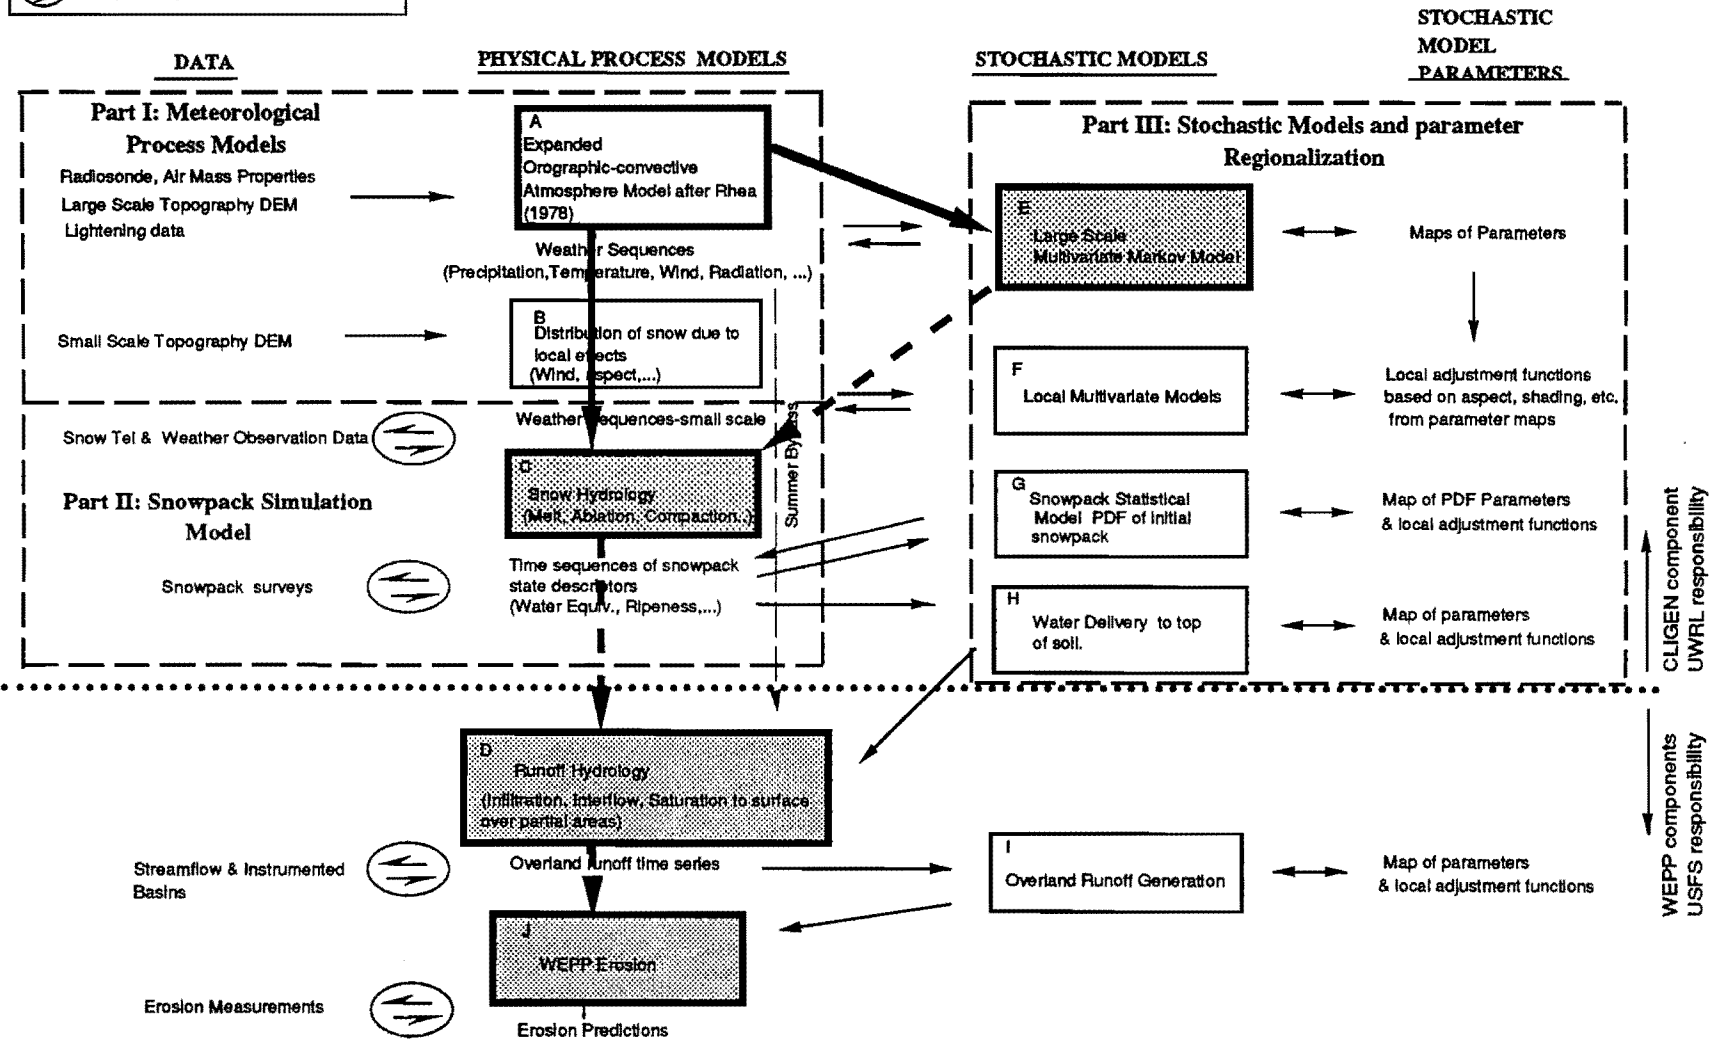 STOCHASTIC
MODEL
PARAMETERS
DATA
PHYSICAL PROCESS MODELS
STOCHASTIC MODELS
Part I: Meteorological
Process Models
Radiosonde, Air Mass Properties
Large Scale Topography DEM
Lightening data
A
Expanded
Orographic-convective
Atmosphere Model after Rhea
(1978)
Weather Sequences
(Precipitation,Temperature, Wind, Radiation, ...)
Small Scale Topography DEM
B
Distribution of snow due to
local effects
(Wind, aspect,...)
Weather sequences-small scale
Summer Bypass
Snow Tel & Weather Observation Data
Part II: Snowpack Simulation
Model
C
Snow Hydrology
(Melt, Ablation, Compaction..)
Snowpack surveys
Time sequences of snowpack
state descriptors
(Water Equiv., Ripeness,...)
Part III: Stochastic Models and parameter
Regionalization
E
Large Scale
Multivariate Markov Model
Maps of Parameters
F
Local Multivariate Models
Local adjustment functions
based on aspect, shading, etc.
from parameter maps
G
Snowpack Statistical
Model PDF of initial
snowpack
Map of PDF Parameters
& local adjustment functions
H
Water Delivery to top
of soil.
Map of parameters
& local adjustment functions
CLIGEN component
UWRL responsibility
D
Runoff Hydrology
(Infiltration, Interflow, Saturation to surface
over partial areas)
Streamflow & Instrumented
Basins
Overland runoff time series
I
Overland Runoff Generation
Map of parameters
& local adjustment functions
WEPP components
USFS responsibility
J
WEPP Erosion
Erosion Measurements
Erosion Predictions